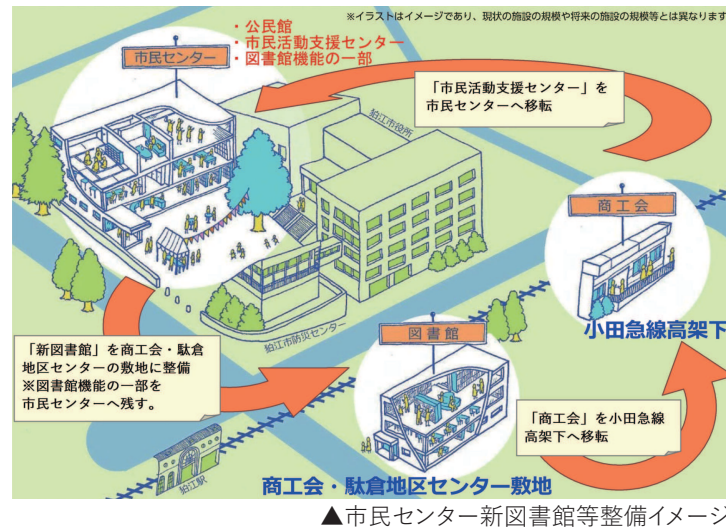 ※イラストはイメージであり、現状の施設の規模や将来の施設の規模等とは異なります
・公民館
・市民活動支援センター
・図書館機能の一部
市民センター
「市民活動支援センター」を
市民センターへ移転
狛江市役所
商工会
小田急線高架下
「新図書館」を商工会・駄倉
地区センターの敷地に整備
※図書館機能の一部を
市民センターへ残す。
狛江市防災センター
図書館
「商工会」を小田急線
高架下へ移転
狛江駅
商工会・駄倉地区センター敷地
▲市民センター新図書館等整備イメージ